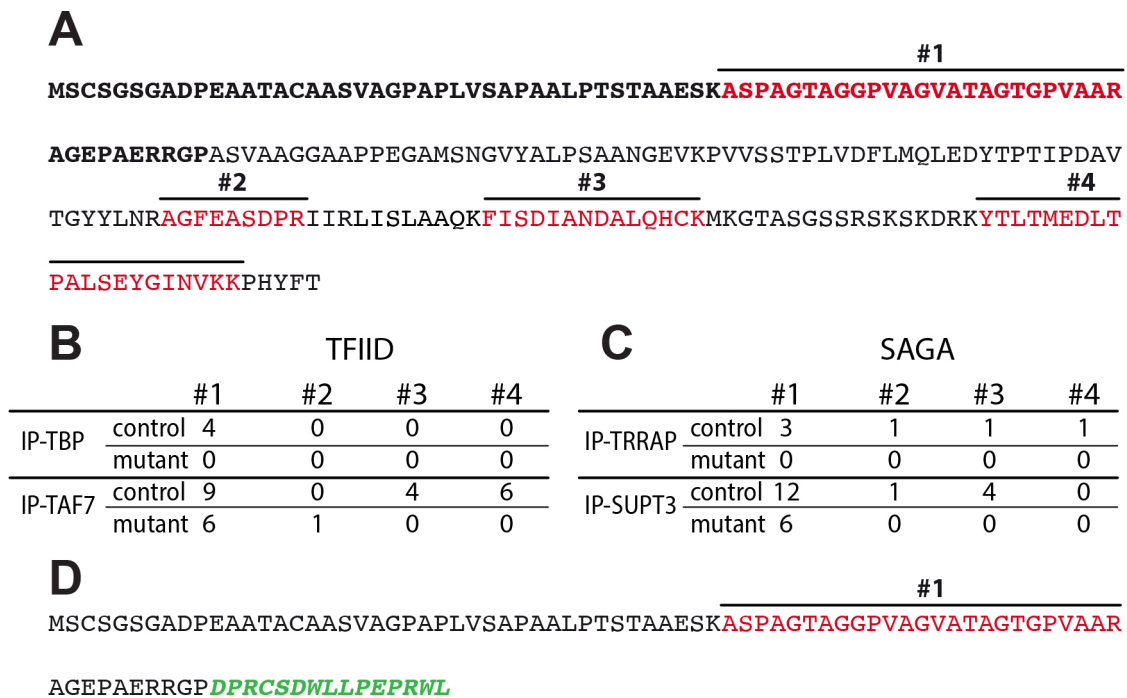 A
#1
MSCSGSGADPEAATACAASVAGPAPLVSAPAALPTSTAAESKASPAGTAGGPVAGVATAGTGPVAAR
AGEPAERRGPASVAAGGAAPPEGAMSNGVYALPSAANGEVKPVVSSTPLVDFLMQLEDYTPTIPDAV
#2 #3 #4
TGYYLNRAGFEASDPRIIRLISLAAQKFISDIANDALQHCKMKGTASGSSRSKSKDRKYTLTMEDLT
PALSEYGINVKKPHYFT
B TFIID
#1 #2 #3 #4
IP-TBP control 4 0 0 0
mutant 0 0 0 0
IP-TAF7 control 9 0 4 6
mutant 6 1 0 0
C SAGA
#1 #2 #3 #4
IP-TRRAP control 3 1 1 1
mutant 0 0 0 0
IP-SUPT3 control 12 1 4 0
mutant 6 0 0 0
D
#1
MSCSGSGADPEAATACAASVAGPAPLVSAPAALPTSTAAESKASPAGTAGGPVAGVATAGTGPVAAR
AGEPAERRGPDPRCSDWLLPEPRWL